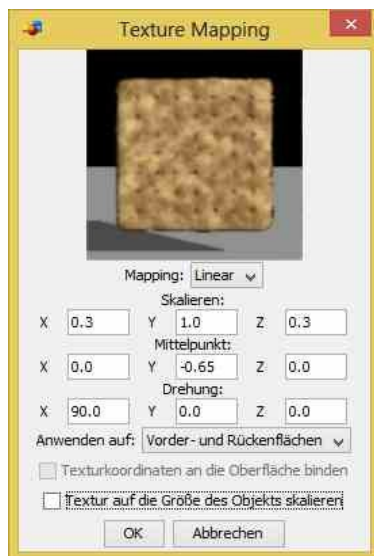 Texture Mapping
Mapping: Linear
Skalieren:
X 0.3 Y 1.0 Z 0.3
Mittelpunkt:
X 0.0 Y -0.65 Z 0.0
Drehung:
X 90.0 Y 0.0 Z 0.0
Anwenden auf: Vorder- und Rückenflächen
Texturkoordinaten an die Oberfläche binden
Textur auf die Größe des Objekts skalieren
OK Abbrechen